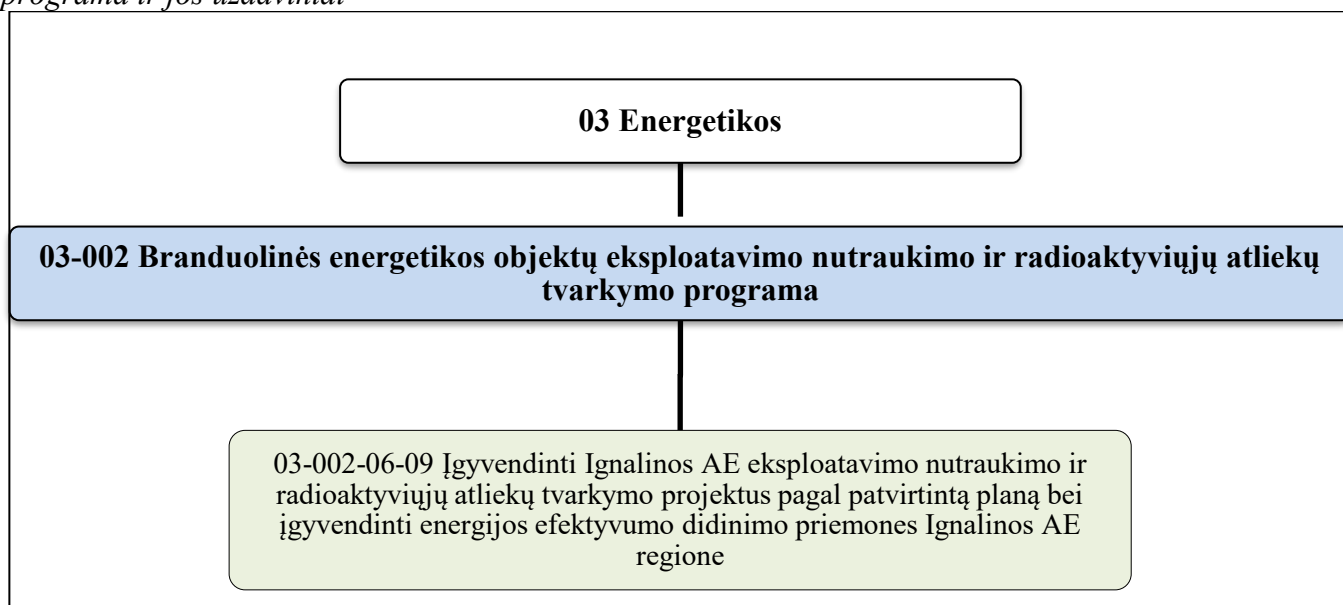 programa ir jos uždaviniai
03 Energetikos
03-002 Branduolinės energetikos objektų eksploatavimo nutraukimo ir radioaktyviųjų atliekų
tvarkymo programa
03-002-06-09 Įgyvendinti Ignalinos AE eksploatavimo nutraukimo ir
radioaktyviųjų atliekų tvarkymo projektus pagal patvirtintą planą bei
įgyvendinti energijos efektyvumo didinimo priemones Ignalinos AE
regione